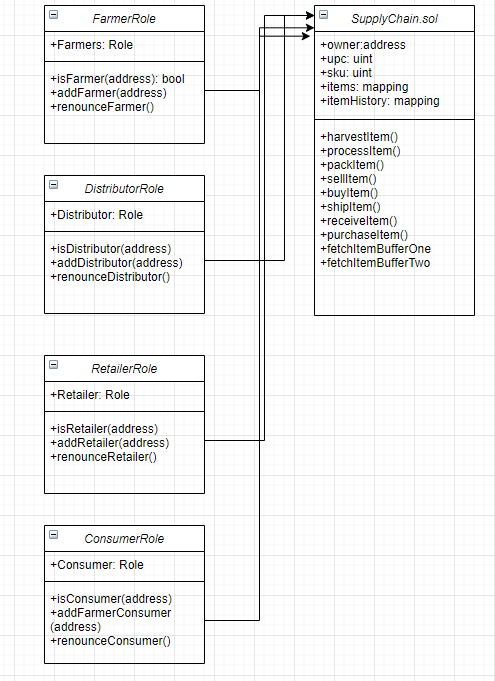 FarmerRole
+Farmers: Role
+isFarmer(address): bool
+addFarmer(address)
+renounceFarmer()
DistributorRole
+Distributor: Role
+isDistributor(address)
+addDistributor(address)
+renounceDistributor()
RetailerRole
+Retailer: Role
+isRetailer(address)
+addRetailer(address)
+renounceRetailer()
ConsumerRole
+Consumer: Role
+isConsumer(address)
+addFarmerConsumer
(address)
+renounceConsumer()
SupplyChain.sol
+owner:address
+upc: uint
+sku: uint
+items: mapping
+itemHistory: mapping
+harvestItem()
+processItem()
+packItem()
+sellItem()
+buyItem()
+shipItem()
+receiveItem()
+purchaseItem()
+fetchItemBufferOne
+fetchItemBufferTwo